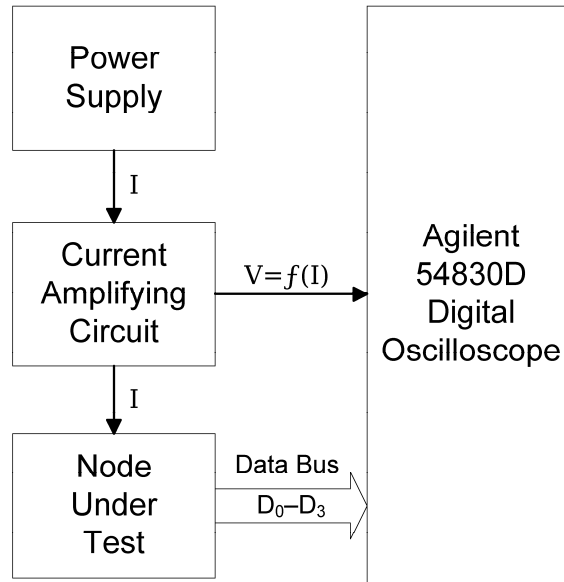 Power
Supply
I
Current
Amplifying
Circuit
V=f(I)
Agilent
54830D
Digital
Oscilloscope
I
Node
Under
Test
Data Bus
D₀–D₃